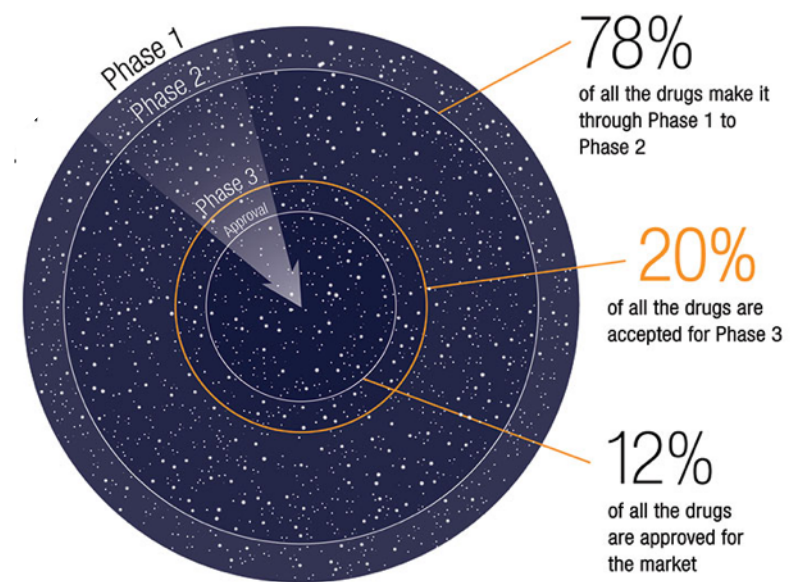 Phase 1
Phase 2
Phase 3
Approval
78%
of all the drugs make it
through Phase 1 to
Phase 2
20%
of all the drugs are
accepted for Phase 3
12%
of all the drugs
are approved for
the market